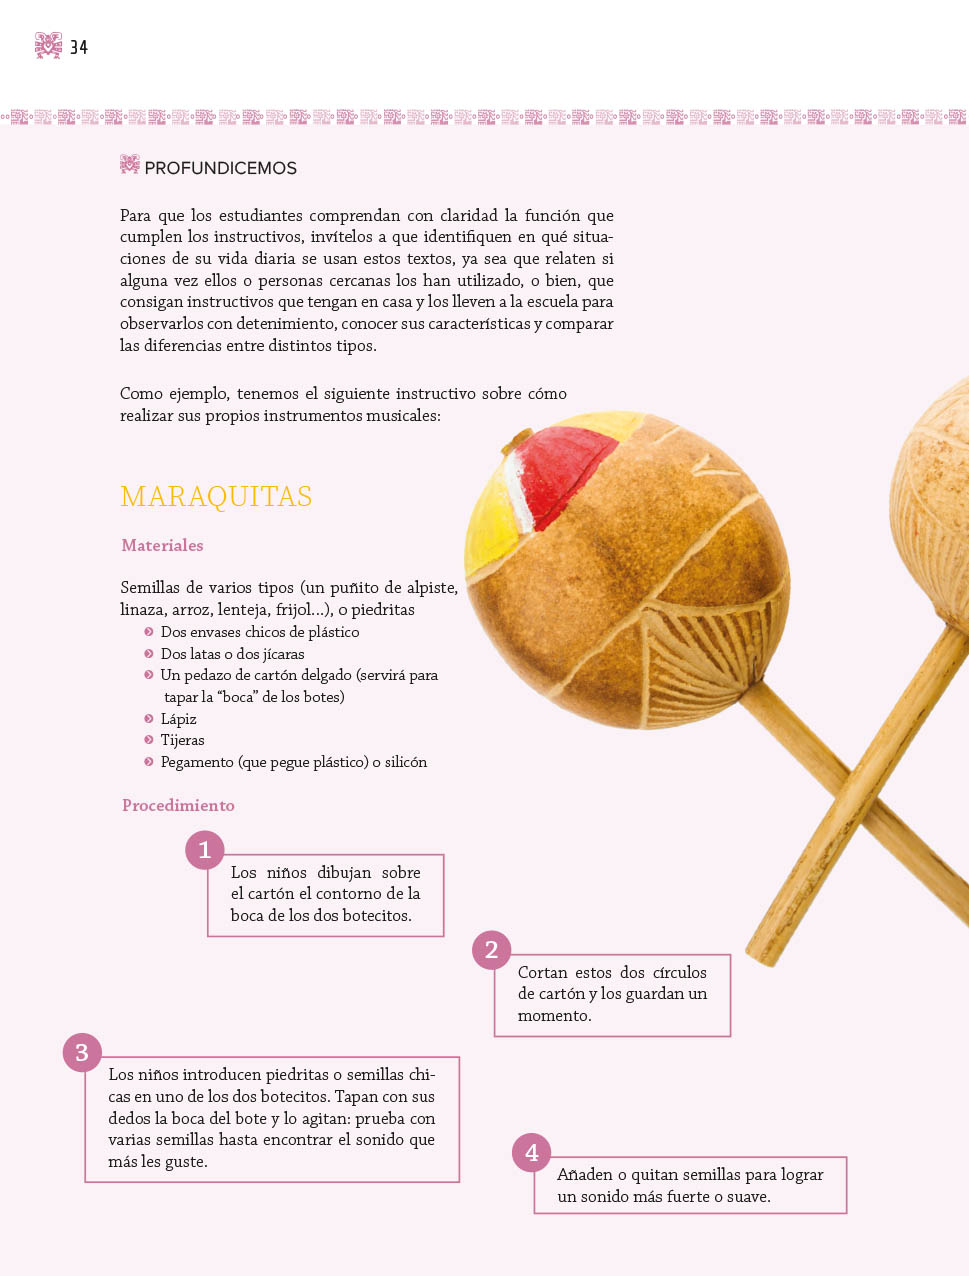 34
PROFUNDICEMOS
Para que los estudiantes comprendan con claridad la función que
cumplen los instructivos, invítelos a que identifiquen en qué situa-
ciones de su vida diaria se usan estos textos, ya sea que relaten si
alguna vez ellos o personas cercanas los han utilizado, o bien, que
consigan instructivos que tengan en casa y los lleven a la escuela para
observarlos con detenimiento, conocer sus características y comparar
las diferencias entre distintos tipos.
Como ejemplo, tenemos el siguiente instructivo sobre cómo
realizar sus propios instrumentos musicales:
MARAQUITAS
Materiales
Semillas de varios tipos (un puñito de alpiste,
linaza, arroz, lenteja, frijol...), o piedritas
Dos envases chicos de plástico
Dos latas o dos jícaras
Un pedazo de cartón delgado (servirá para
tapar la “boca” de los botes)
Lápiz
Tijeras
Pegamento (que pegue plástico) o silicón
Procedimiento
1
Los niños dibujan sobre
el cartón el contorno de la
boca de los dos botecitos.
2
Cortan estos dos círculos
de cartón y los guardan un
momento.
3
Los niños introducen piedritas o semillas chi-
cas en uno de los dos botecitos. Tapan con sus
dedos la boca del bote y lo agitan: prueba con
varias semillas hasta encontrar el sonido que
más les guste.
4
Añaden o quitan semillas para lograr
un sonido más fuerte o suave.